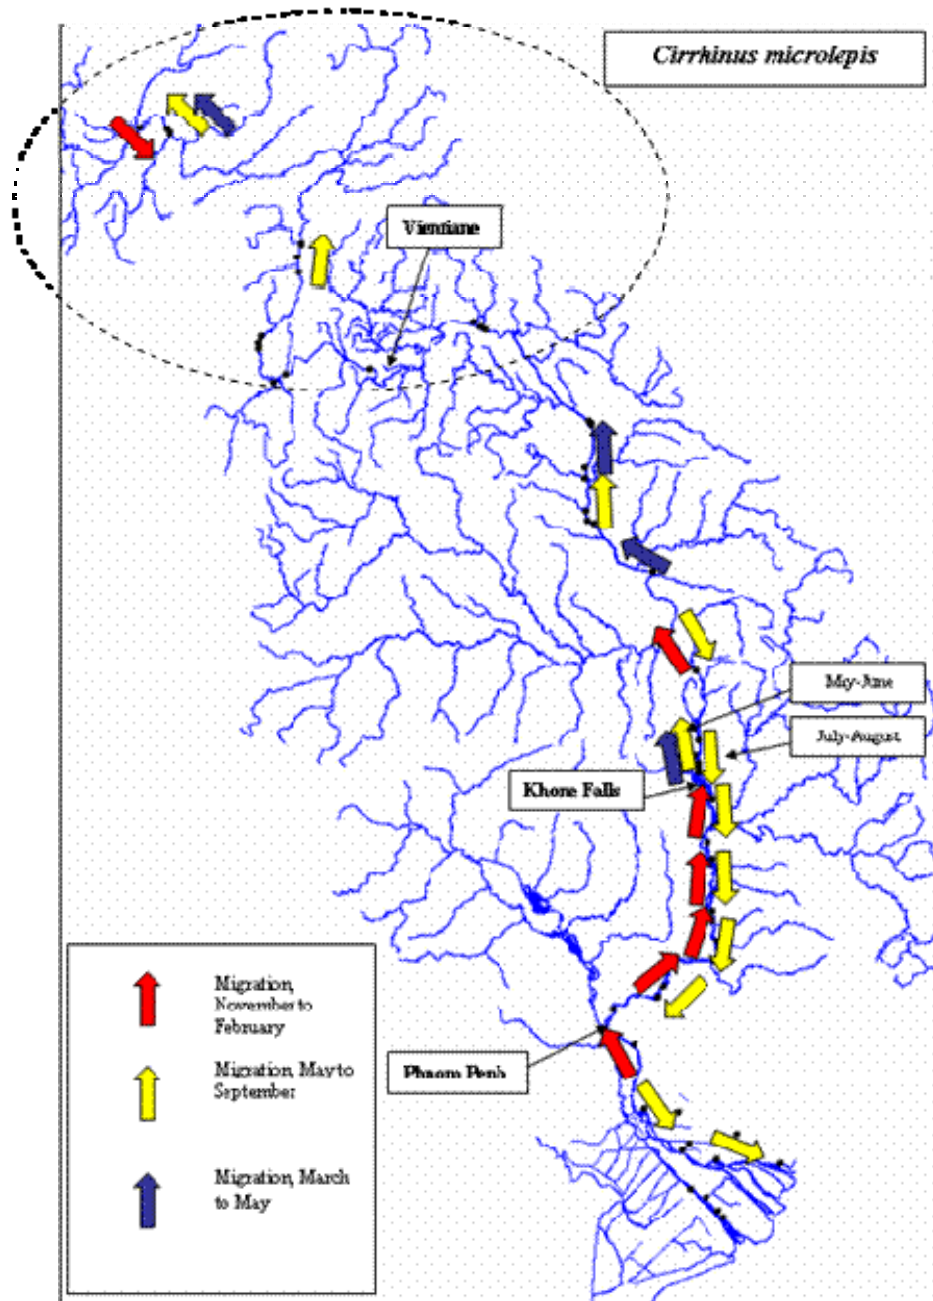 Cirrhinus microlepis
Vientiane
May-June
July-August
Khone Falls
Migration,
November to
February
Phnom Penh
Migration, May to
September
Migration, March
to May